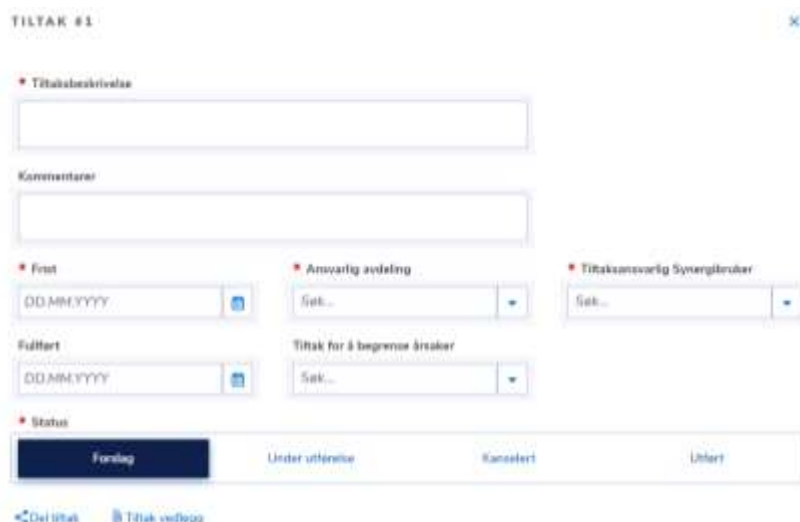 TILTAK #1
* Tiltaksbeskrivelse
Kommentarer
* Frist * Ansvarlig avdeling * Tiltaksansvarlig Synergibruker
DD.MM.YYYY Søk... Søk...
Fullført Tiltak for å begrense årsaker
DD.MM.YYYY Søk...
* Status
Forslag Under utførelse Kansellert Utført
Del tiltak Tiltak vedlegg